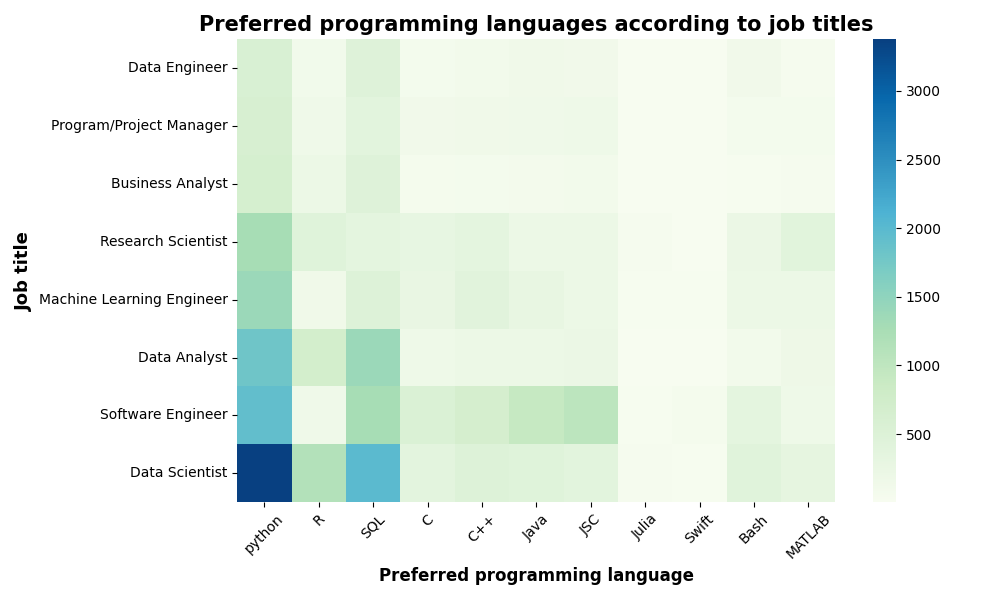 Preferred programming languages according to job titles
Job title
Data Engineer
Program/Project Manager
Business Analyst
Research Scientist
Machine Learning Engineer
Data Analyst
Software Engineer
Data Scientist
python
R
SQL
C
C++
Java
JSC
Julia
Swift
Bash
MATLAB
Preferred programming language
3000
2500
2000
1500
1000
500